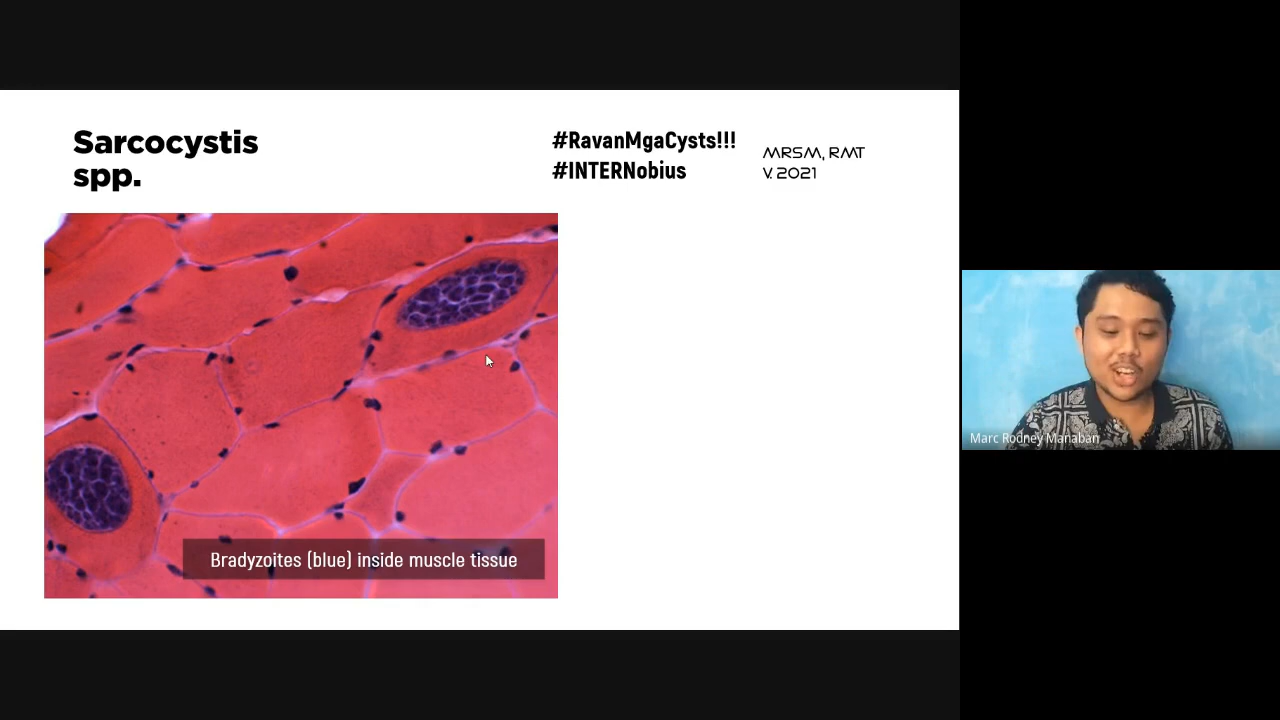 Sarcocystis
spp.
#RavanMgaCysts!!!
#INTERNobius
MRSM, RMT
V. 2021
Bradyzoites (blue) inside muscle tissue
Marc Rodney Manaban